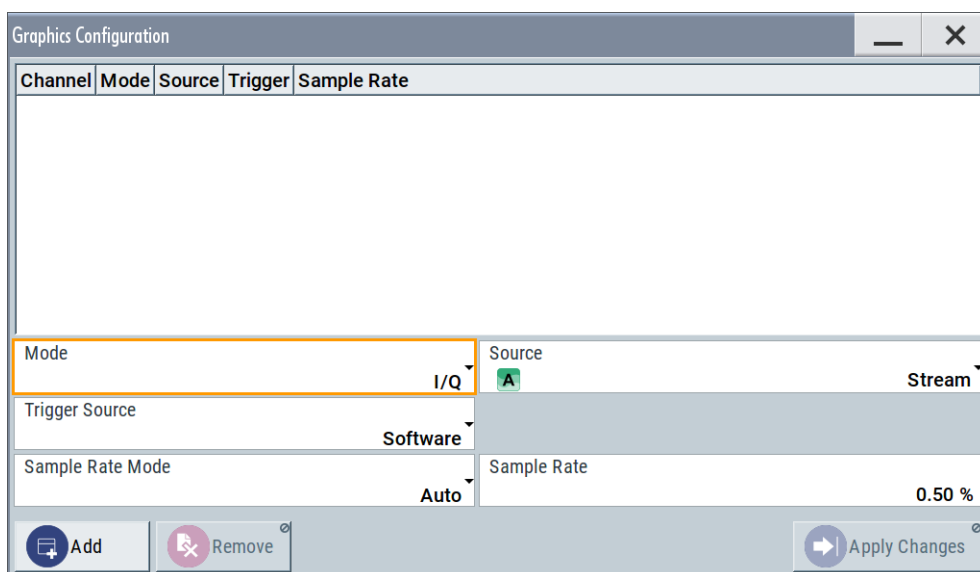 Graphics Configuration
Channel Mode Source Trigger Sample Rate
Mode
I/Q
Source
A Stream
Trigger Source
Software
Sample Rate Mode
Auto
Sample Rate
0.50 %
Add Remove Apply Changes